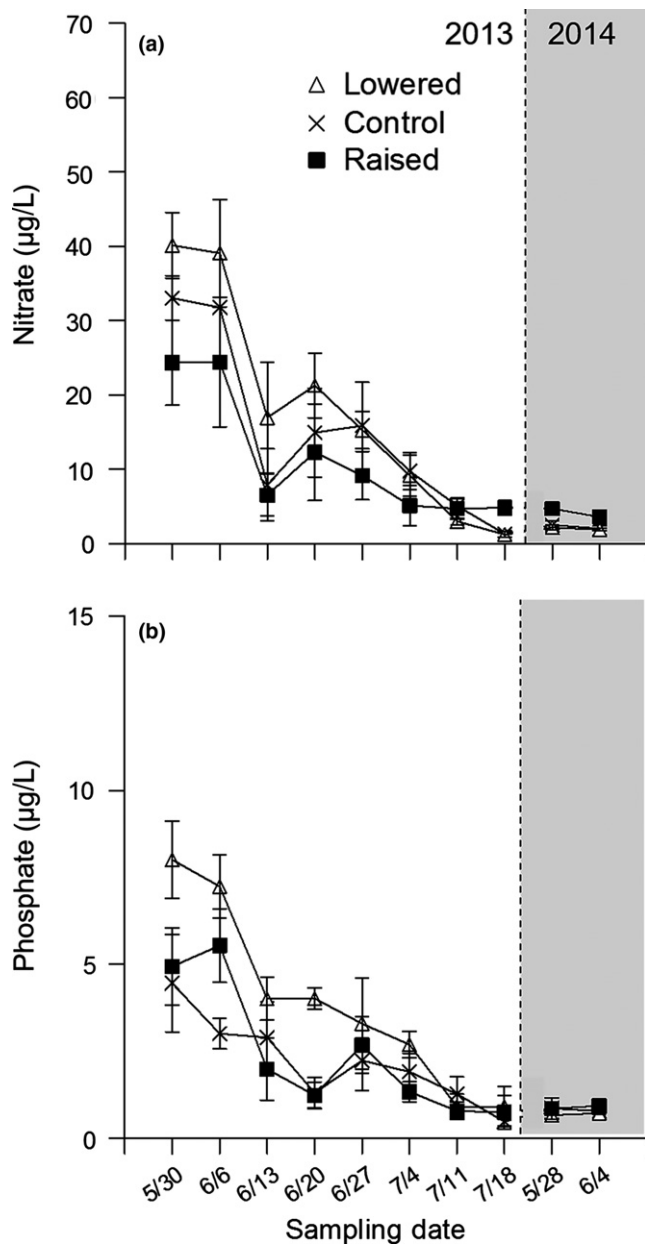 70
(a)
2013
2014
60
Lowered
Control
50
Raised
40
Nitrate (µg/L)
30
20
10
0
15
(b)
10
Phosphate (µg/L)
5
0
5/30 6/6 6/13 6/20 6/27 7/4 7/11 7/18 5/28 6/4
Sampling date